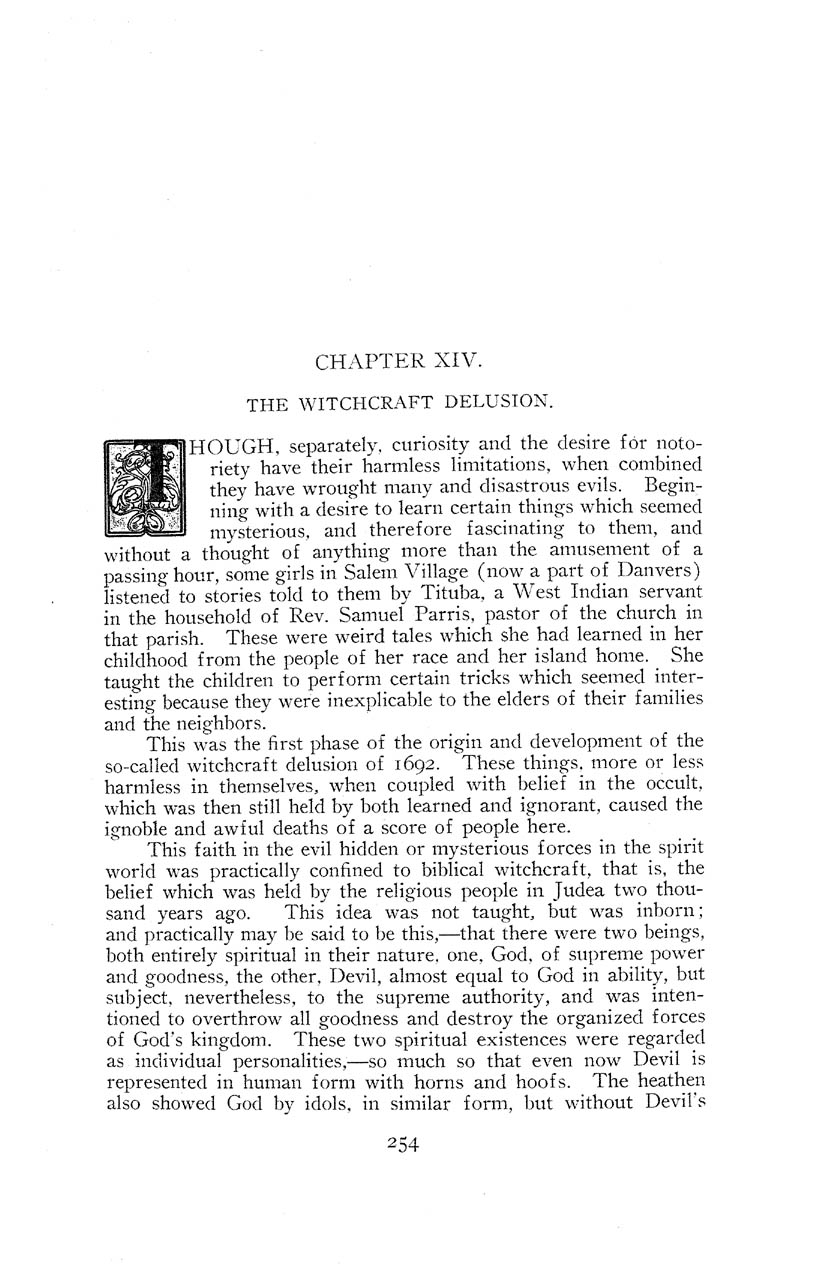 CHAPTER XIV.
THE WITCHCRAFT DELUSION.
THOUGH, separately, curiosity and the desire for noto-
riety have their harmless limitations, when combined
they have wrought many and disastrous evils. Begin-
ning with a desire to learn certain things which seemed
mysterious, and therefore fascinating to them, and
without a thought of anything more than the amusement of a
passing hour, some girls in Salem Village (now a part of Danvers)
listened to stories told to them by Tituba, a West Indian servant
in the household of Rev. Samuel Parris, pastor of the church in
that parish. These were weird tales which she had learned in her
childhood from the people of her race and her island home. She
taught the children to perform certain tricks which seemed inter-
esting because they were inexplicable to the elders of their families
and the neighbors.
This was the first phase of the origin and development of the
so-called witchcraft delusion of 1692. These things, more or less
harmless in themselves, when coupled with belief in the occult,
which was then still held by both learned and ignorant, caused the
ignoble and awful deaths of a score of people here.
This faith in the evil hidden or mysterious forces in the spirit
world was practically confined to biblical witchcraft, that is, the
belief which was held by the religious people in Judea two thou-
sand years ago. This idea was not taught, but was inborn;
and practically may be said to be this,—that there were two beings,
both entirely spiritual in their nature, one, God, of supreme power
and goodness, the other, Devil, almost equal to God in ability, but
subject, nevertheless, to the supreme authority, and was inten-
tioned to overthrow all goodness and destroy the organized forces
of God's kingdom. These two spiritual existences were regarded
as individual personalities,—so much so that even now Devil is
represented in human form with horns and hoofs. The heathen
also showed God by idols, in similar form, but without Devil's
254